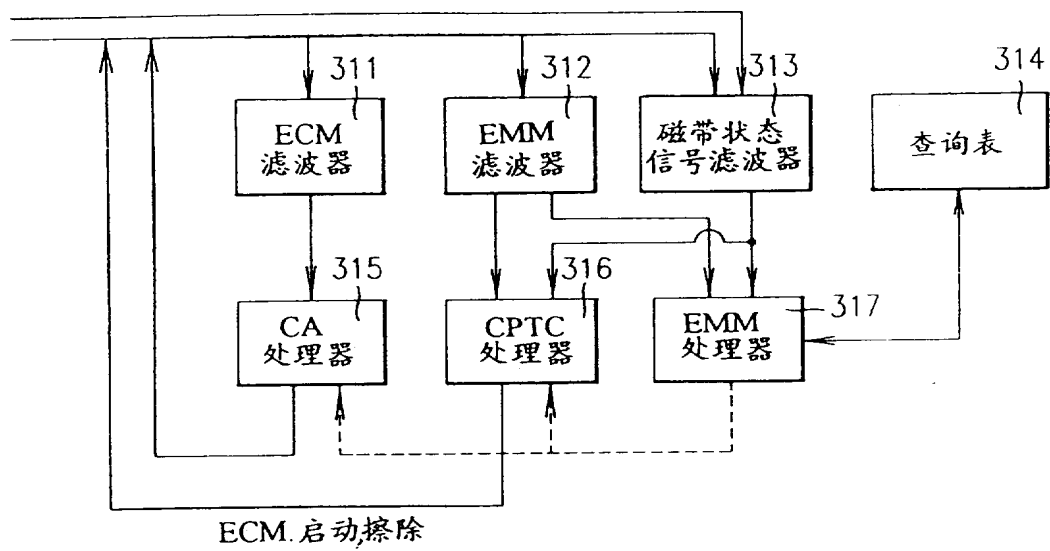 311
312
313
314
ECM
滤波器
EMM
滤波器
磁带状态
信号滤波器
查询表
315
316
317
CA
处理器
CPTC
处理器
EMM
处理器
ECM.启动,擦除